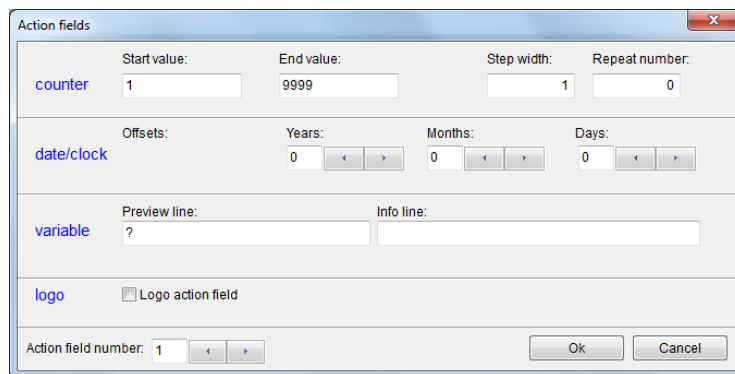 Action fields
Start value: End value: Step width: Repeat number:
counter 1 9999 1 0
Offsets: Years: Months: Days:
date/clock 0 0 0
Preview line: Info line:
variable ?
logo Logo action field
Action field number: 1 Ok Cancel